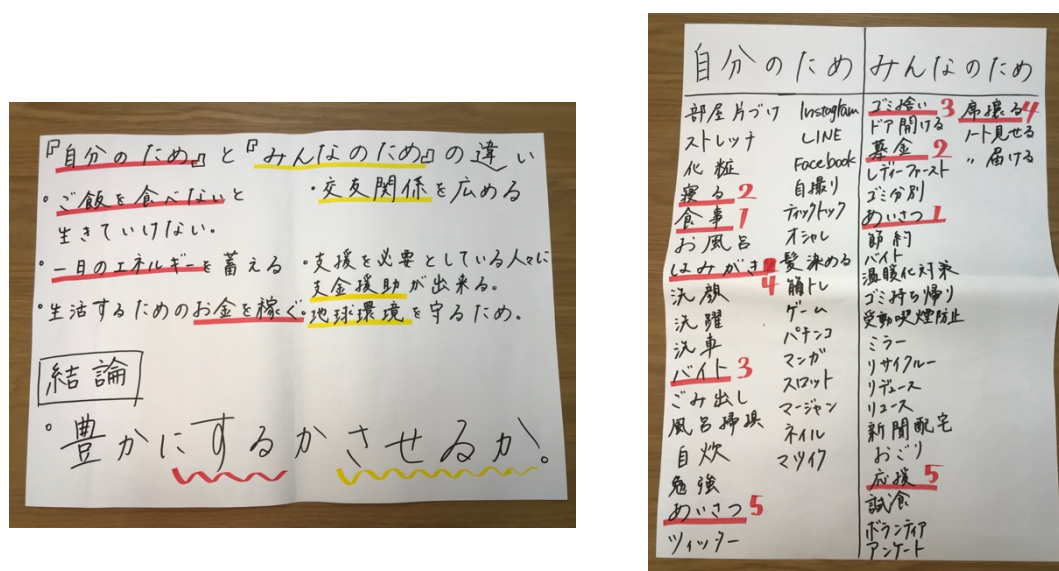 『自分のため』と『みんなのため』の違い
・ご飯を食べないと
生きていけない。
・一日のエネルギーを蓄える
・生活するためのお金を稼ぐ
・交友関係を広める
・支援を必要としている人々に
支金援助が出来る。
・地球環境を守るため。
結論
・豊かにするかさせるか。
自分のため
部屋片づけ
ストレッチ
化粧
寝る 2
食事 1
お風呂
はみがき 4
洗顔
洗濯
洗車
バイト 3
ごみ出し
風呂掃除
自炊
勉強
あいさつ 5
ツイッター
Instagram
LINE
Facebook
自撮り
ティックトック
オシャレ
髪染める
筋トレ
ゲーム
パチンコ
マンガ
スロット
マージャン
ネイル
マツイク
みんなのため
ゴミ拾い 3
ドア開ける
募金 2
レディーファースト
ゴミ分別
あいさつ 1
節約
バイト
温暖化対策
ゴミ持ち帰り
受動喫煙防止
ミラー
リサイクルー
リデュース
リユース
新聞配宅
おごり
応援 5
試食
ボランティア
アンケート
席譲る 4
ノート見せる
〃 届ける